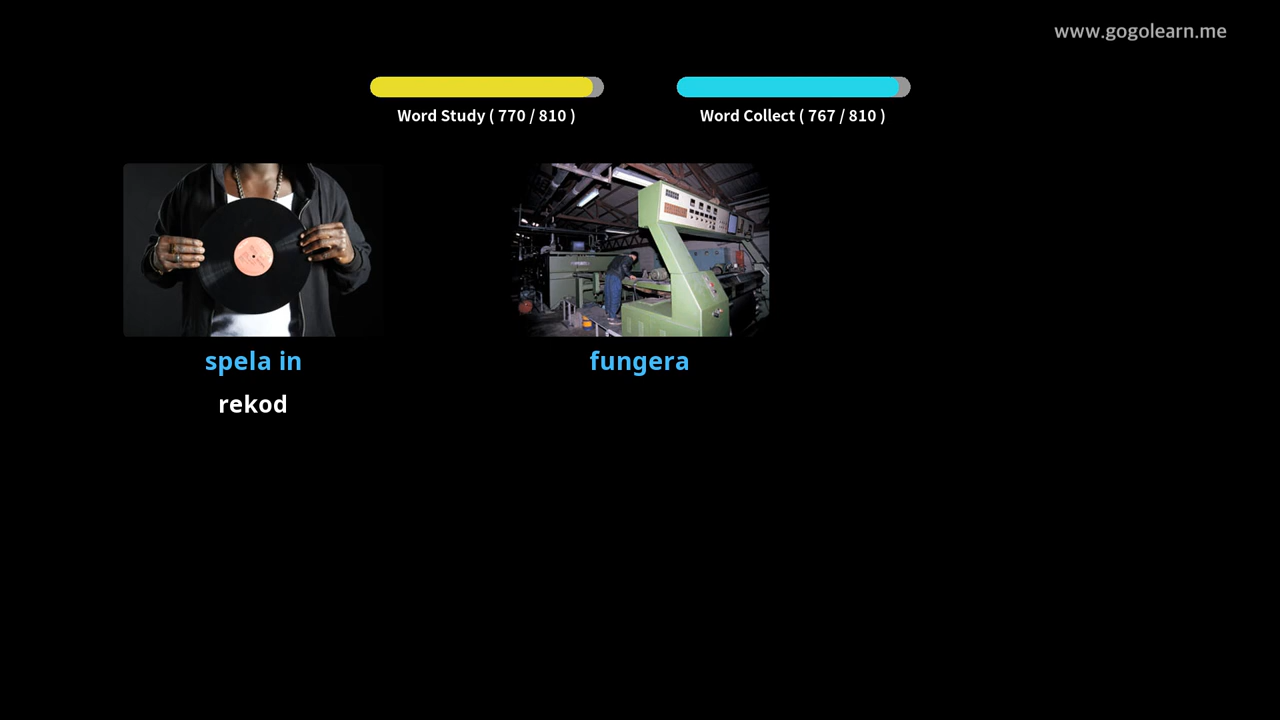 www.gogolearn.me
Word Study ( 770 / 810 )
Word Collect ( 767 / 810 )
spela in
fungera
rekod